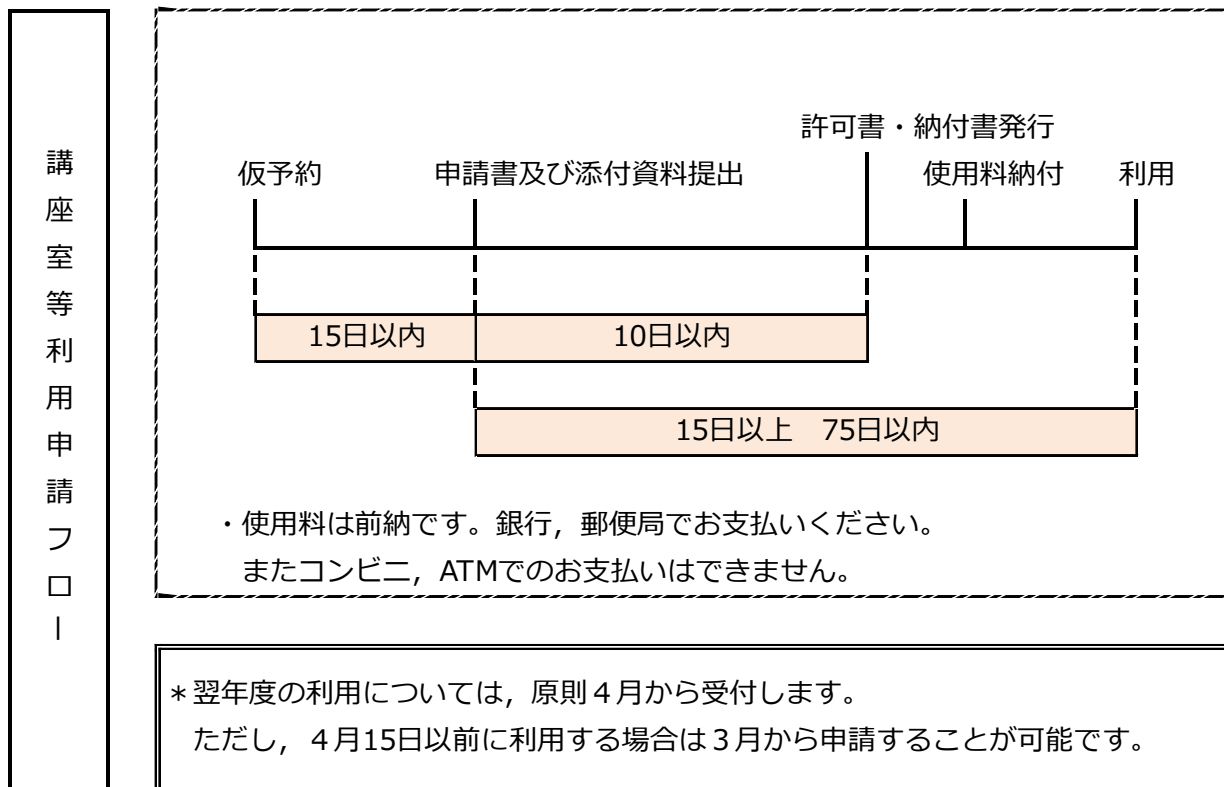 講座室等利用申請フロー
許可書・納付書発行
仮予約 申請書及び添付資料提出 使用料納付 利用
15日以内 10日以内
15日以上 75日以内
・使用料は前納です。銀行，郵便局でお支払いください。
またコンビニ，ATMでのお支払いはできません。
＊翌年度の利用については，原則４月から受付します。
ただし，４月15日以前に利用する場合は３月から申請することが可能です。